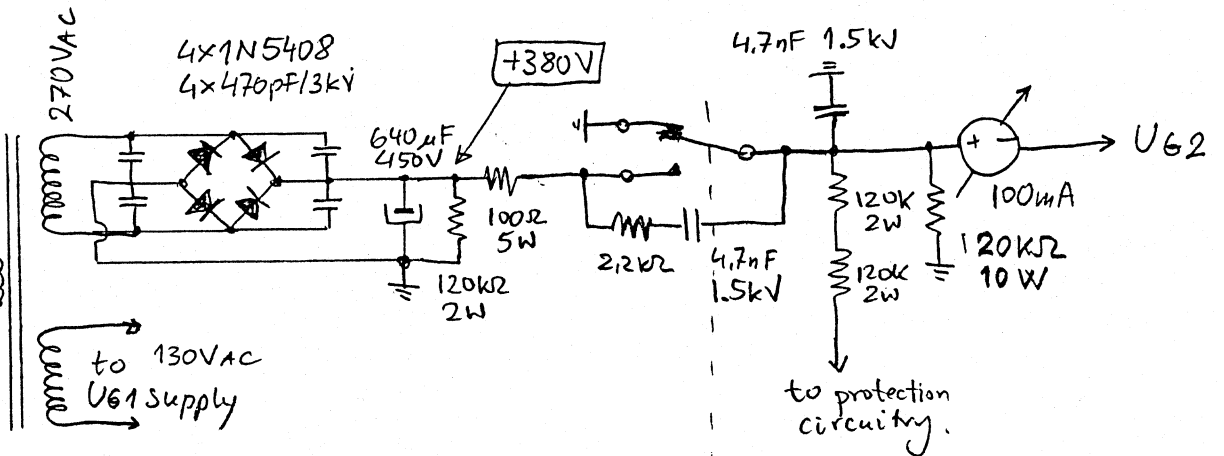 270VAC
4x1N5408
4x470pF/3kV
+380V
640µF
450V
100Ω
5W
120kΩ
2W
2,2kΩ
4,7nF
1.5kV
4,7nF 1.5kV
120k
2W
120k
2W
120kΩ
10W
+ -
100mA
UG2
to protection
circuitry.
to 130VAC
UG1 supply